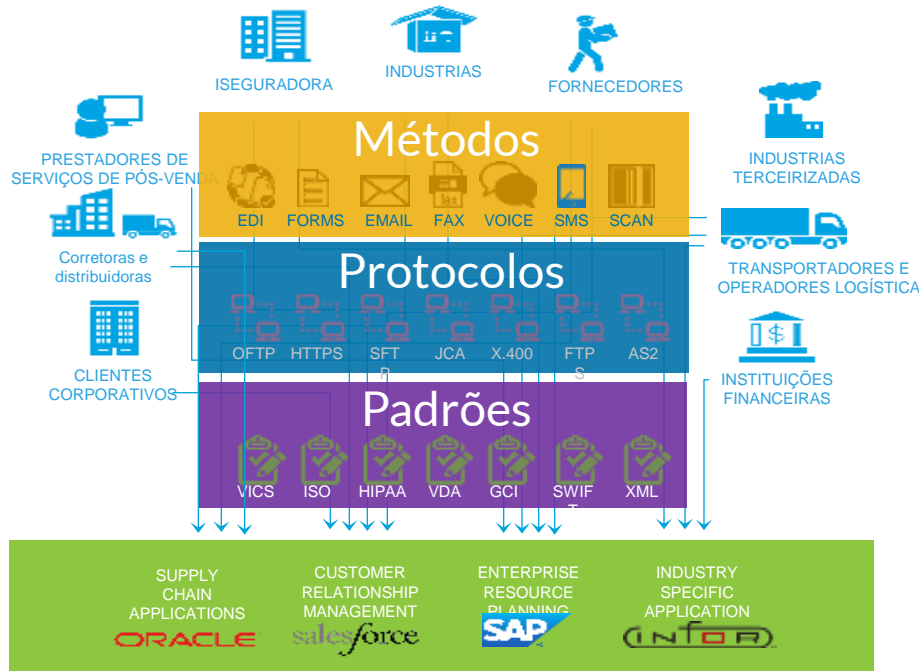 ISEGURADORA
INDUSTRIAS
FORNECEDORES
PRESTADORES DE
SERVIÇOS DE PÓS-VENDA
INDUSTRIAS
TERCEIRIZADAS
Métodos
EDI FORMS EMAIL FAX VOICE SMS SCAN
Corretoras e
distribuidoras
TRANSPORTADORES E
OPERADORES LOGÍSTICA
Protocolos
OFTP HTTPS SFT JCA X.400 FTP AS2
P S
CLIENTES
CORPORATIVOS
INSTITUIÇÕES
FINANCEIRAS
Padrões
VICS ISO HIPAA VDA GCI SWIF XML
T
SUPPLY
CHAIN
APPLICATIONS
ORACLE
CUSTOMER
RELATIONSHIP
MANAGEMENT
salesforce
ENTERPRISE
RESOURCE
PLANNING
SAP
INDUSTRY
SPECIFIC
APPLICATION
INFOR